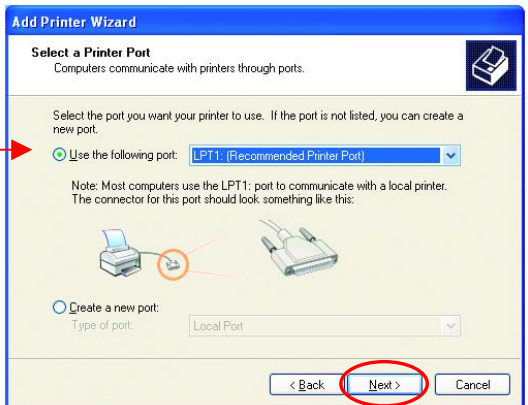 Add Printer Wizard
Select a Printer Port
Computers communicate with printers through ports.
Select the port you want your printer to use. If the port is not listed, you can create a
new port.
Use the following port: LPT1: (Recommended Printer Port)
Note: Most computers use the LPT1: port to communicate with a local printer.
The connector for this port should look something like this:
Create a new port:
Type of port: Local Port
< Back Next > Cancel